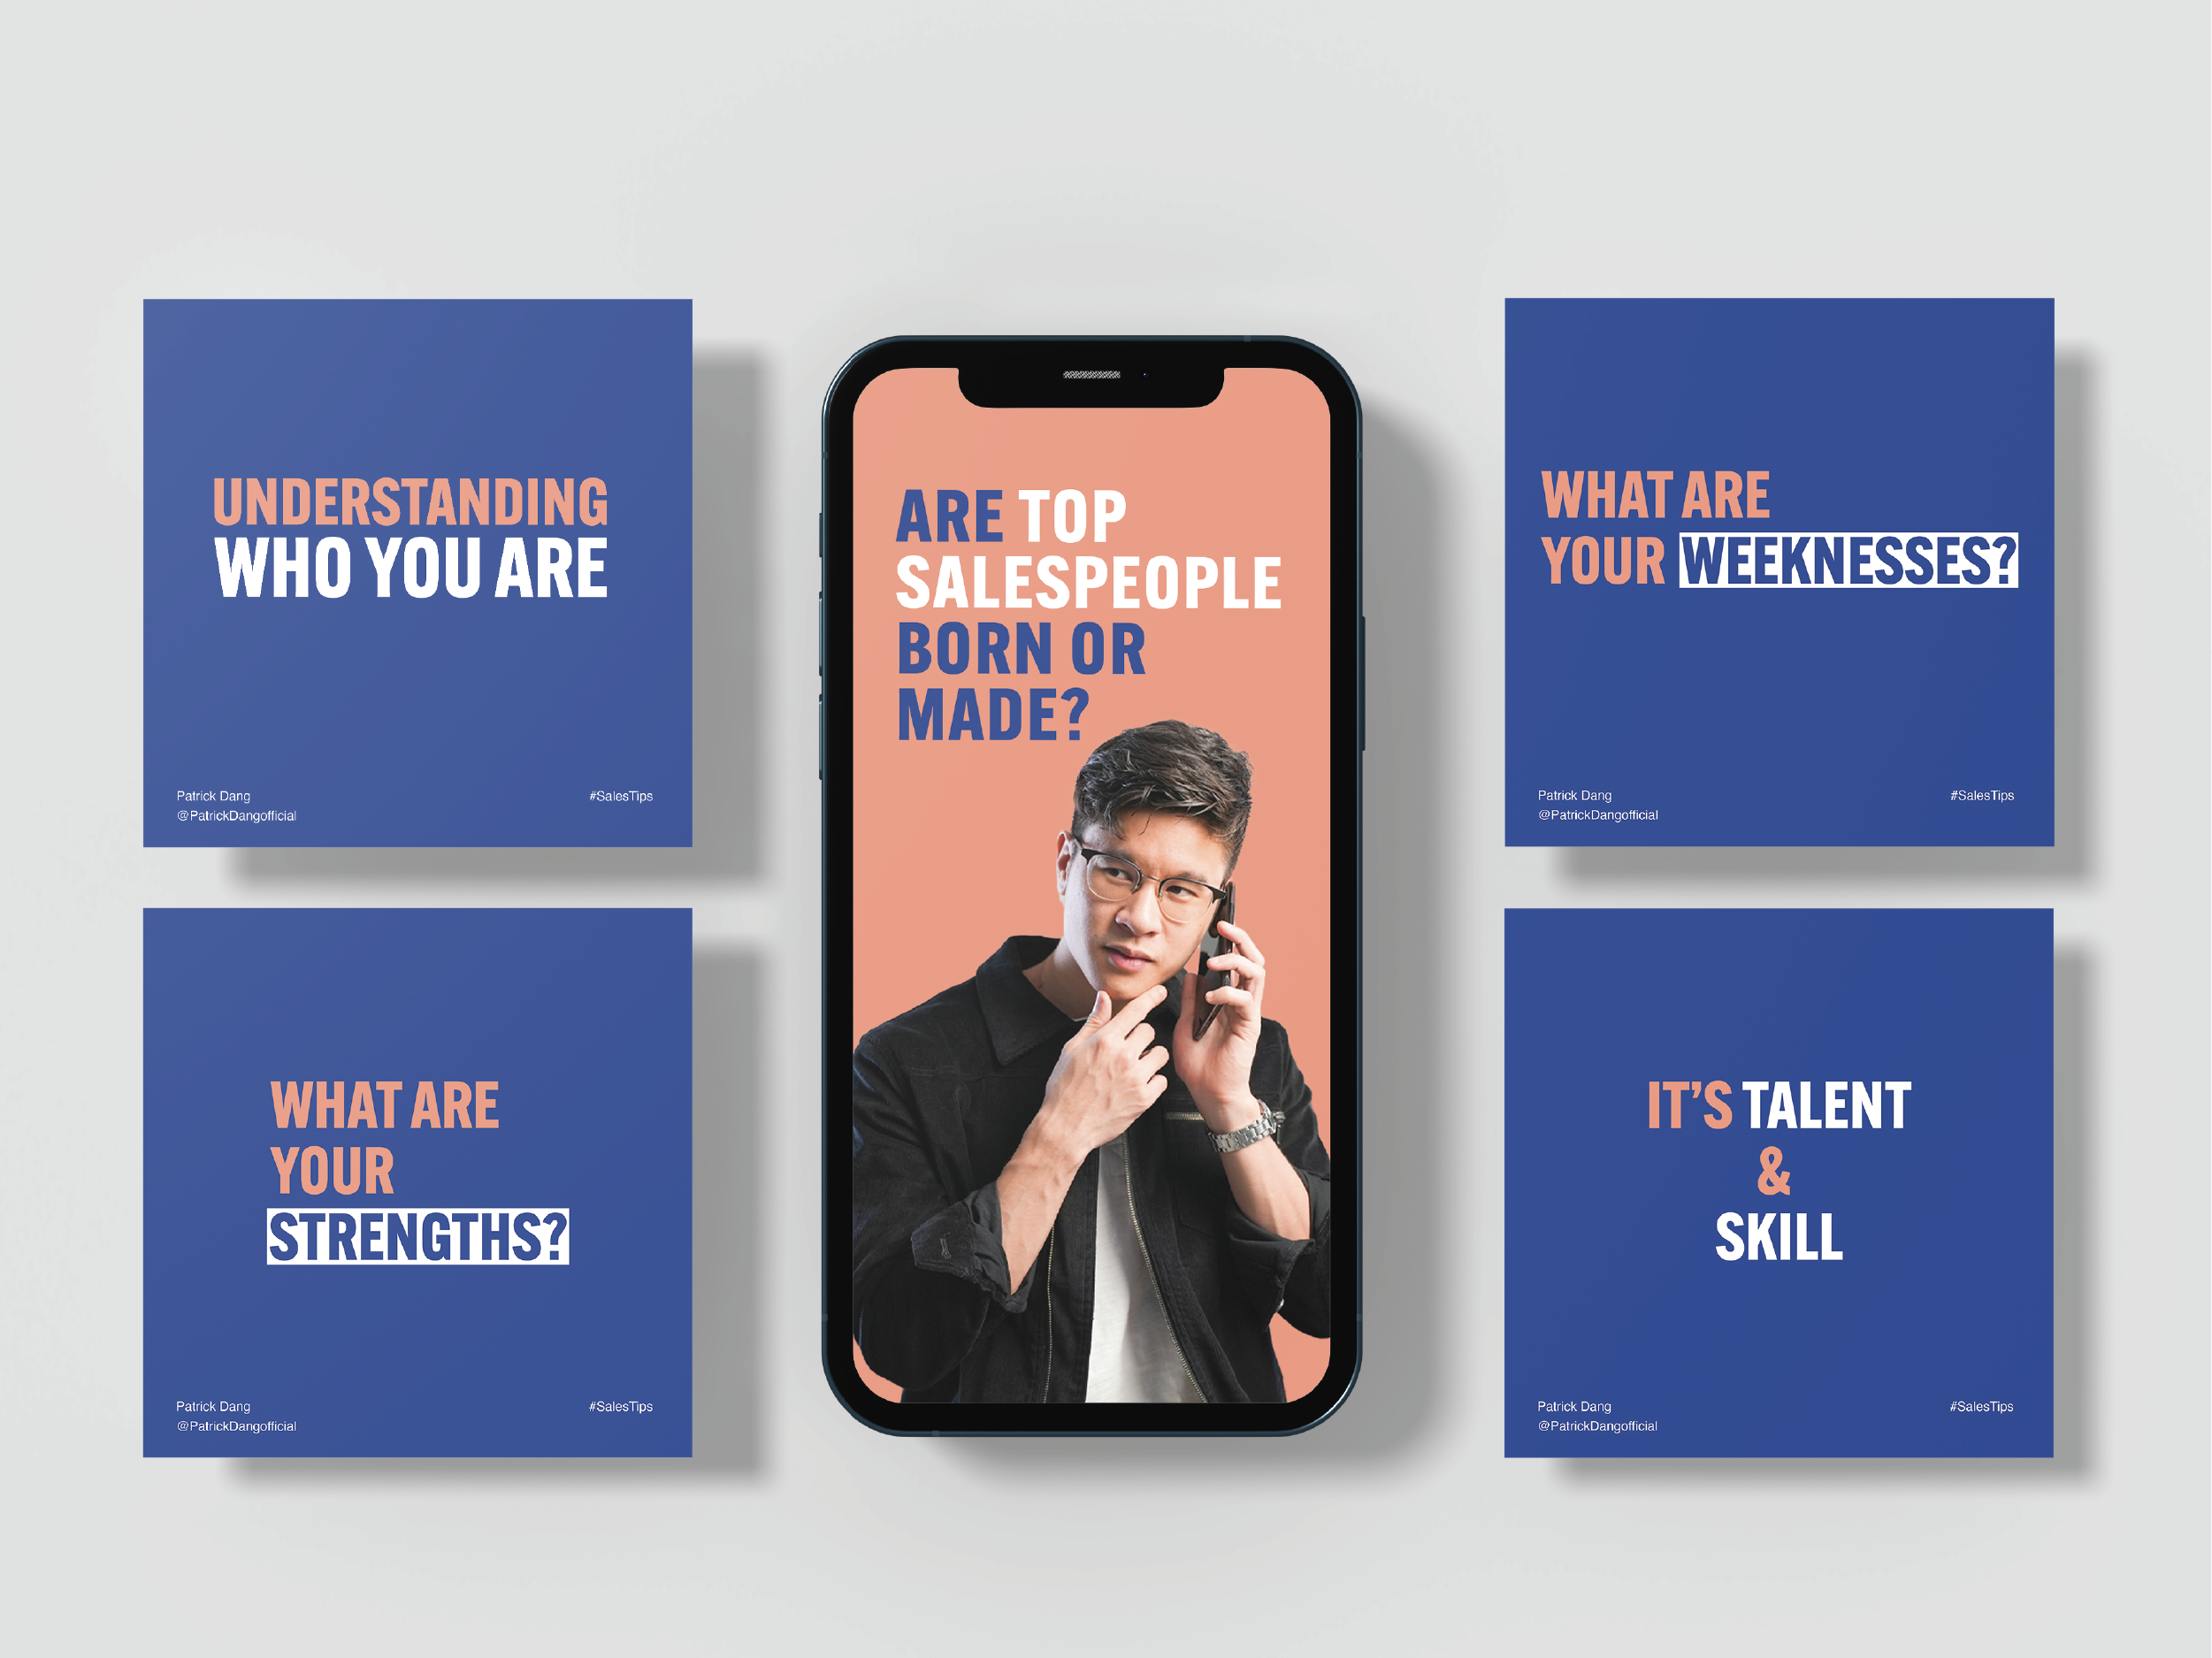 UNDERSTANDING
WHO YOU ARE
Patrick Dang
@PatrickDangofficial
#SalesTips
WHAT ARE
YOUR
STRENGTHS?
Patrick Dang
@PatrickDangofficial
#SalesTips
ARE TOP
SALESPEOPLE
BORN OR
MADE?
WHAT ARE
YOUR WEEKNESSES?
Patrick Dang
@PatrickDangofficial
#SalesTips
IT'S TALENT
&
SKILL
Patrick Dang
@PatrickDangofficial
#SalesTips